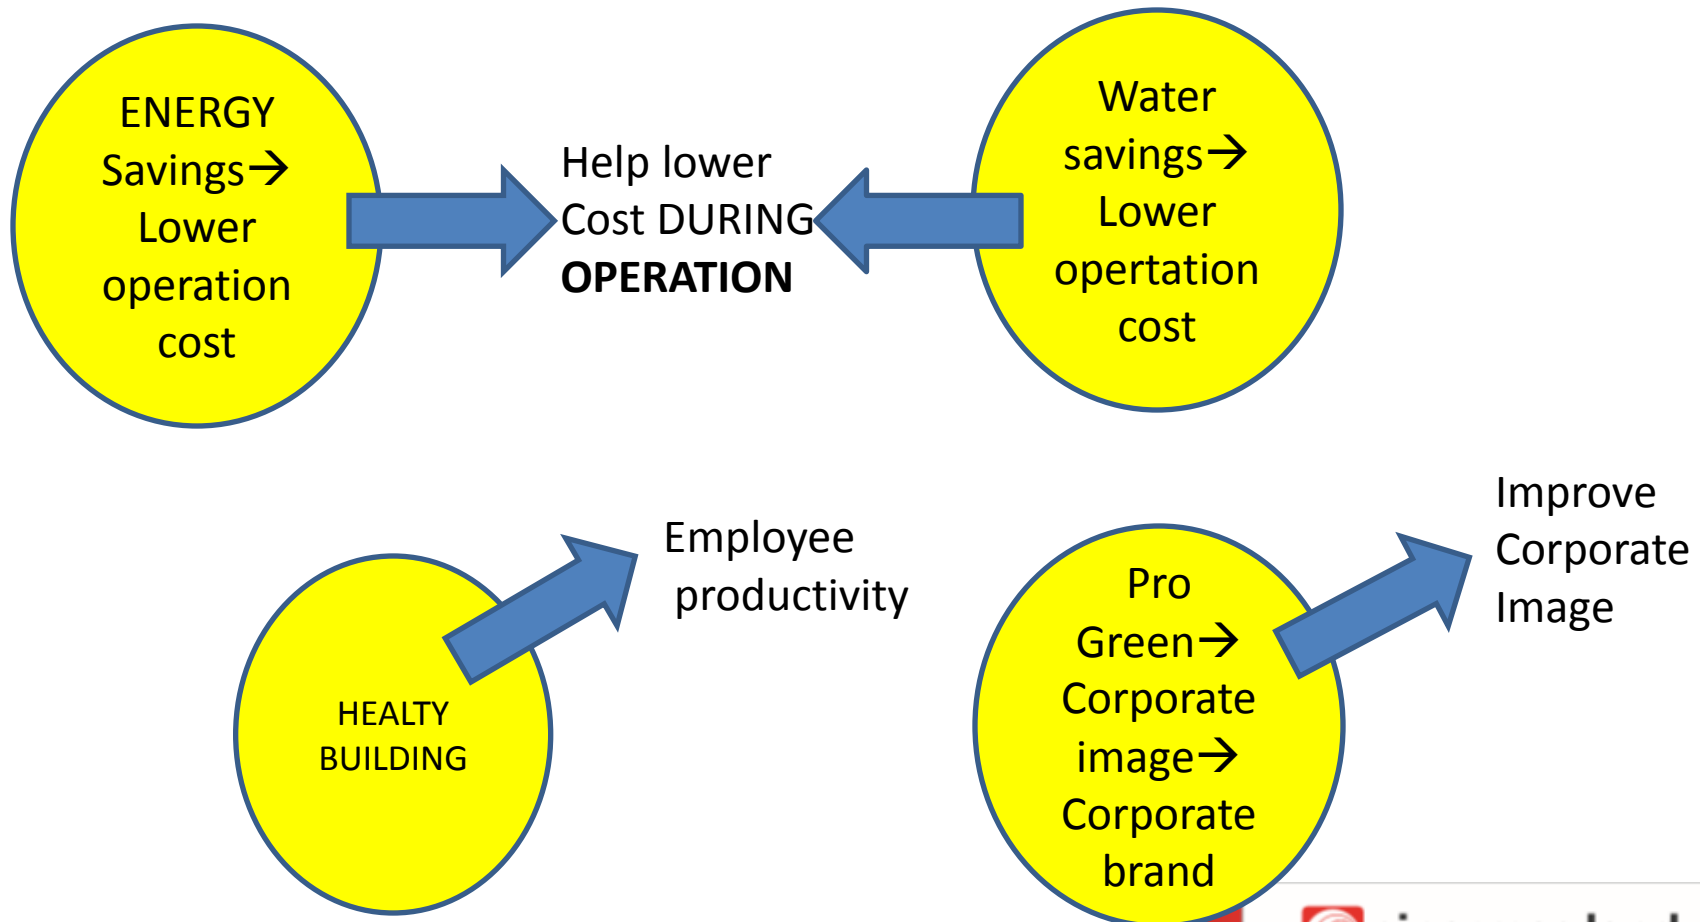 ENERGY
Savings→
Lower
operation
cost
Help lower
Cost DURING
OPERATION
Water
savings→
Lower
opertation
cost
HEALTY
BUILDING
Employee
productivity
Pro
Green→
Corporate
image→
Corporate
brand
Improve
Corporate
Image